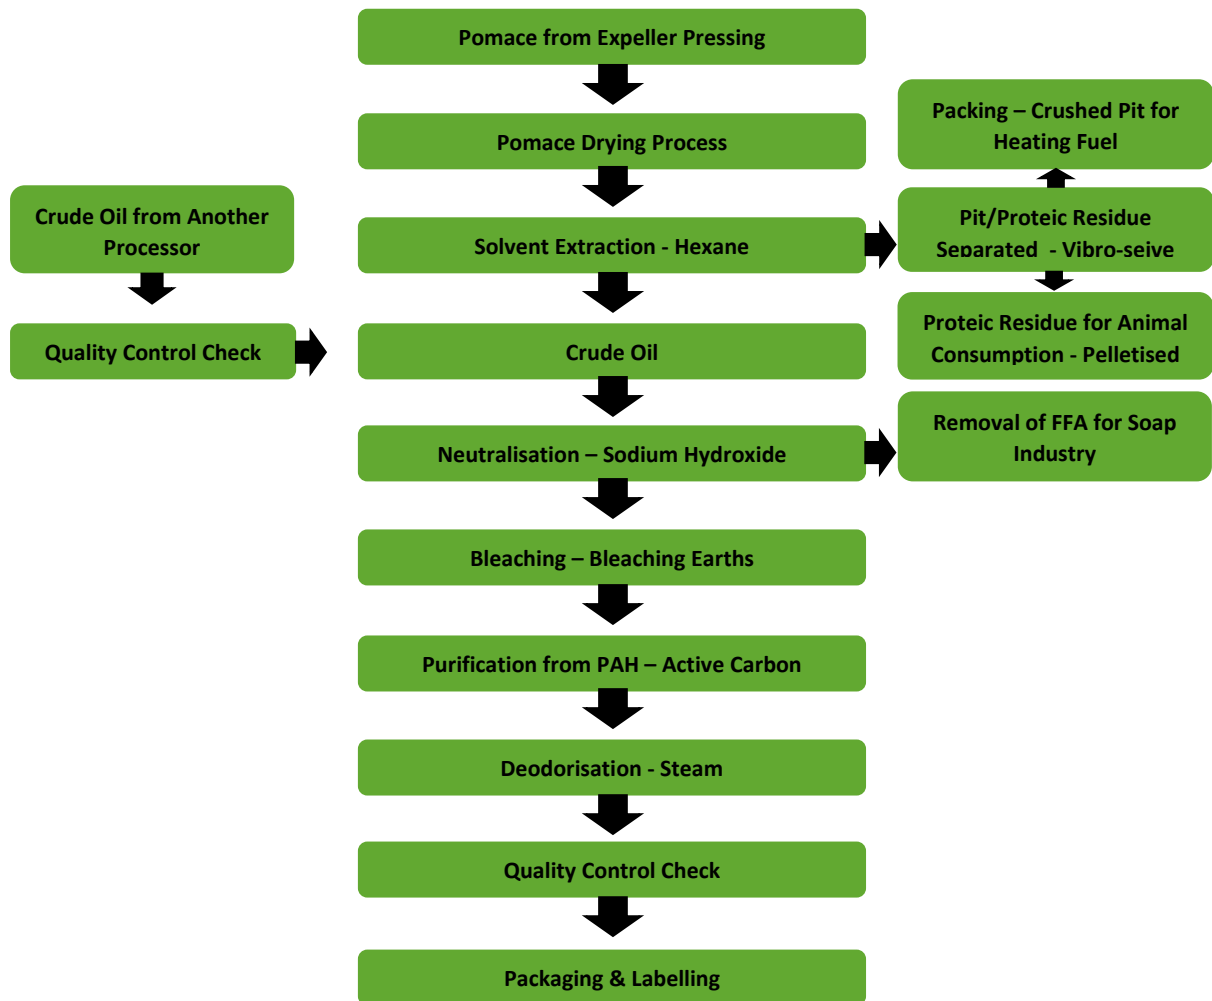 Pomace from Expeller Pressing
Pomace Drying Process
Packing – Crushed Pit for
Heating Fuel
Crude Oil from Another
Processor
Solvent Extraction - Hexane
Pit/Proteic Residue
Separated - Vibro-seive
Quality Control Check
Crude Oil
Proteic Residue for Animal
Consumption - Pelletised
Neutralisation – Sodium Hydroxide
Removal of FFA for Soap
Industry
Bleaching – Bleaching Earths
Purification from PAH – Active Carbon
Deodorisation - Steam
Quality Control Check
Packaging & Labelling